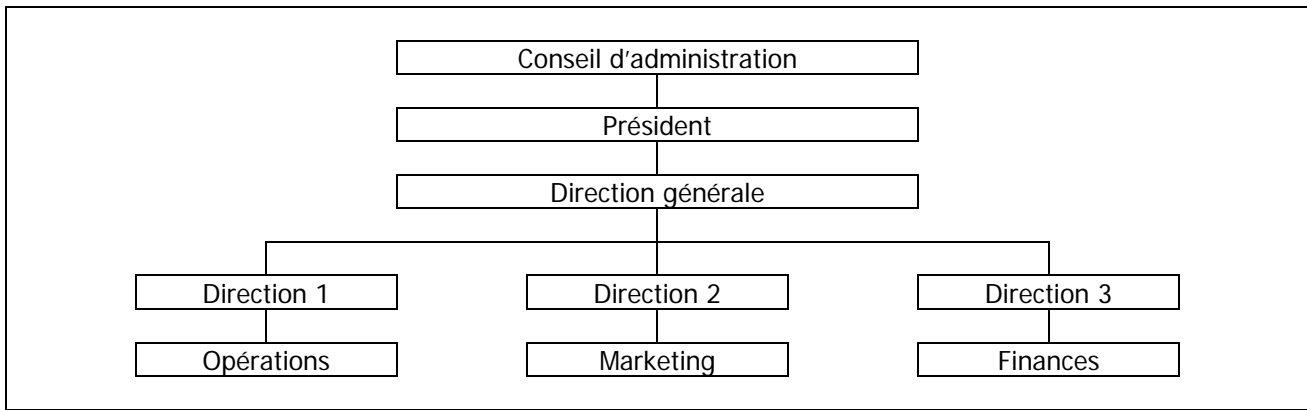 Conseil d'administration
Président
Direction générale
Direction 1
Direction 2
Direction 3
Opérations
Marketing
Finances